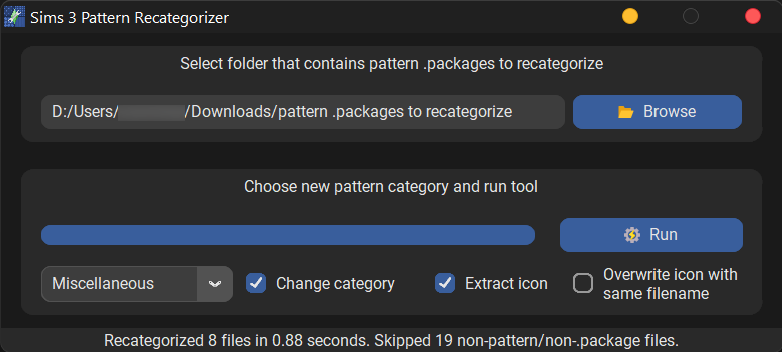 Sims 3 Pattern Recategorizer
Select folder that contains pattern .packages to recategorize
D:/Users/ /Downloads/pattern .packages to recategorize
Browse
Choose new pattern category and run tool
Run
Miscellaneous
Change category
Extract icon
Overwrite icon with
same filename
Recategorized 8 files in 0.88 seconds. Skipped 19 non-pattern/non-.package files.